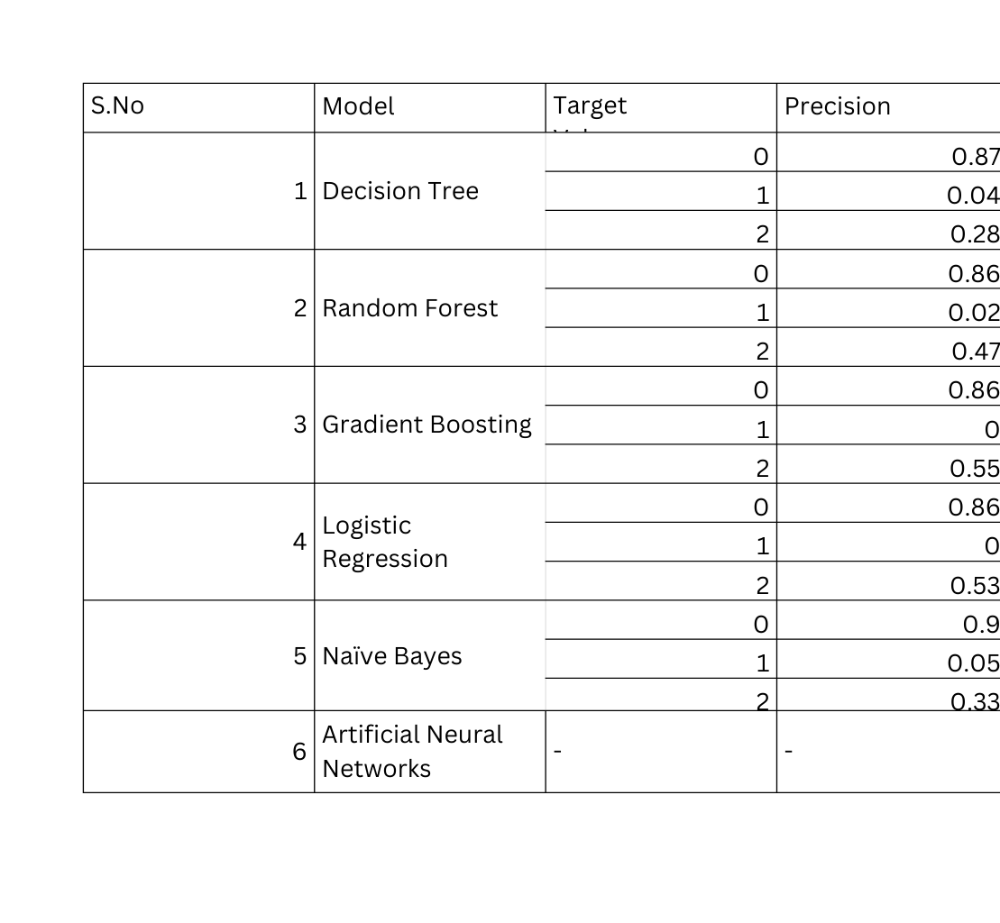 S.No Model Target Precision
1 Decision Tree 0 0.87
1 0.04
2 0.28
2 Random Forest 0 0.86
1 0.02
2 0.47
3 Gradient Boosting 0 0.86
1 0
2 0.55
4 Logistic Regression 0 0.86
1 0
2 0.53
5 Naïve Bayes 0 0.9
1 0.05
2 0.33
6 Artificial Neural Networks - -